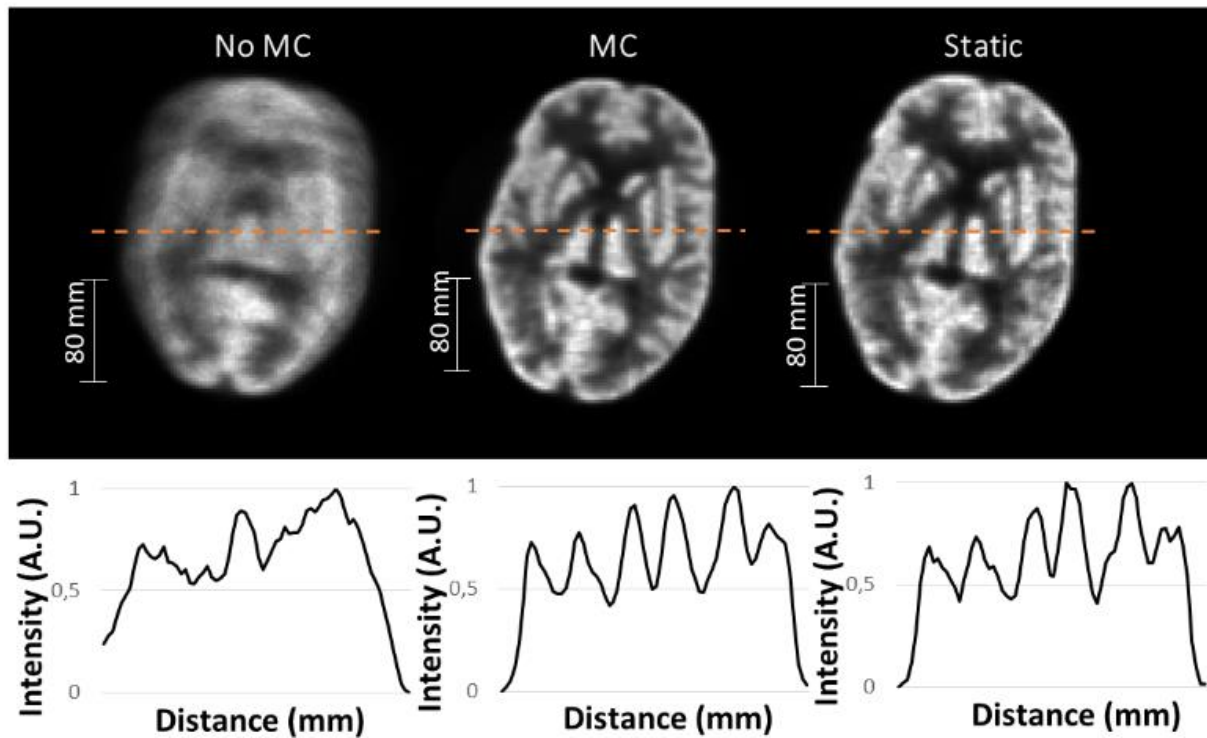 No MC
MC
Static
80 mm
80 mm
80 mm
Intensity (A.U.)
1
0,5
0
Distance (mm)
Intensity (A.U.)
1
0,5
0
Distance (mm)
Intensity (A.U.)
1
0,5
0
Distance (mm)